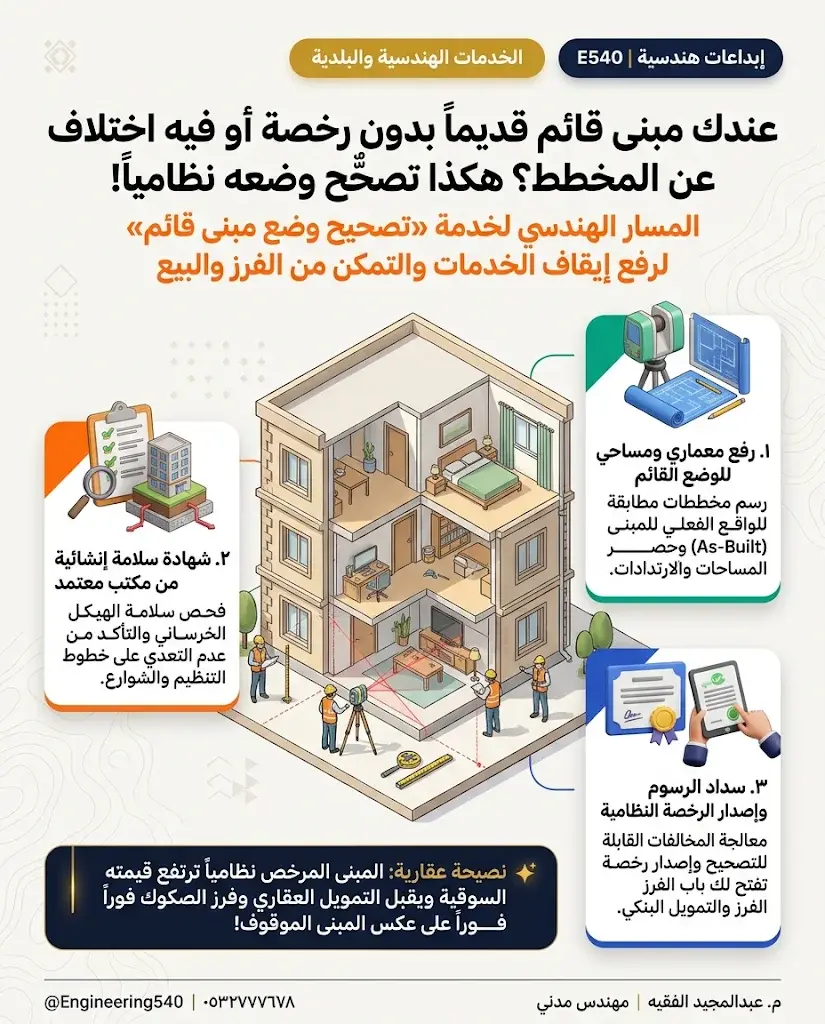 إبداعات هندسية | E540
الخدمات الهندسية والبلدية
عندك مبنى قائم قديماً بدون رخصة أو فيه اختلاف
عن المخطط؟ هكذا تصحُّح وضعه نظامياً!
المسار الهندسي لخدمة «تصحيح وضع مبنى قائم»
لرفع إيقاف الخدمات والتمكن من الفرز والبيع
١. رفع معماري ومساحي
للوضع القائم
رسم مخططات مطابقة
للواقع الفعلي للمبنى
(As-Built) وحصر
المساحات والارتدادات.
٢. شهادة سلامة إنشائية
من مكتب معتمد
فحص سلامة الهيكل
الخرساني والتأكد من
عدم التعدي على خطوط
التنظيم والشوارع.
٣. سداد الرسوم
وإصدار الرخصة النظامية
معالجة المخالفات القابلة
للتصحيح وإصدار رخصة
تفتح لك باب الفرز
الفرز والتمويل البنكي.
نصيحة عقارية: المبنى المرخص نظامياً ترتفع قيمته
السوقية ويقبل التمويل العقاري وفرز الصكوك فوراً
فوراً على عكس المبنى الموقوف!
م. عبدالمجيد الفقيه | مهندس مدني
٠٥٣٢٧٧٧٦٧٨ | @Engineering540